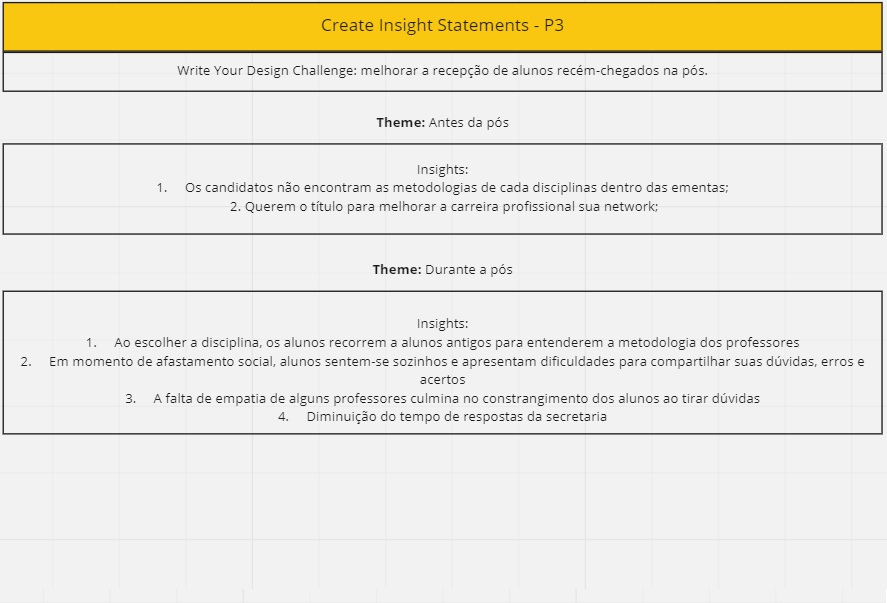 Create Insight Statements - P3
Write Your Design Challenge: melhorar a recepção de alunos recém-chegados na pós.
Theme: Antes da pós
Insights:
1. Os candidatos não encontram as metodologias de cada disciplinas dentro das ementas;
2. Querem o título para melhorar a carreira profissional sua network;
Theme: Durante a pós
Insights:
1. Ao escolher a disciplina, os alunos recorrem a alunos antigos para entenderem a metodologia dos professores
2. Em momento de afastamento social, alunos sentem-se sozinhos e apresentam dificuldades para compartilhar suas dúvidas, erros e
acertos
3. A falta de empatia de alguns professores culmina no constrangimento dos alunos ao tirar dúvidas
4. Diminuição do tempo de respostas da secretaria